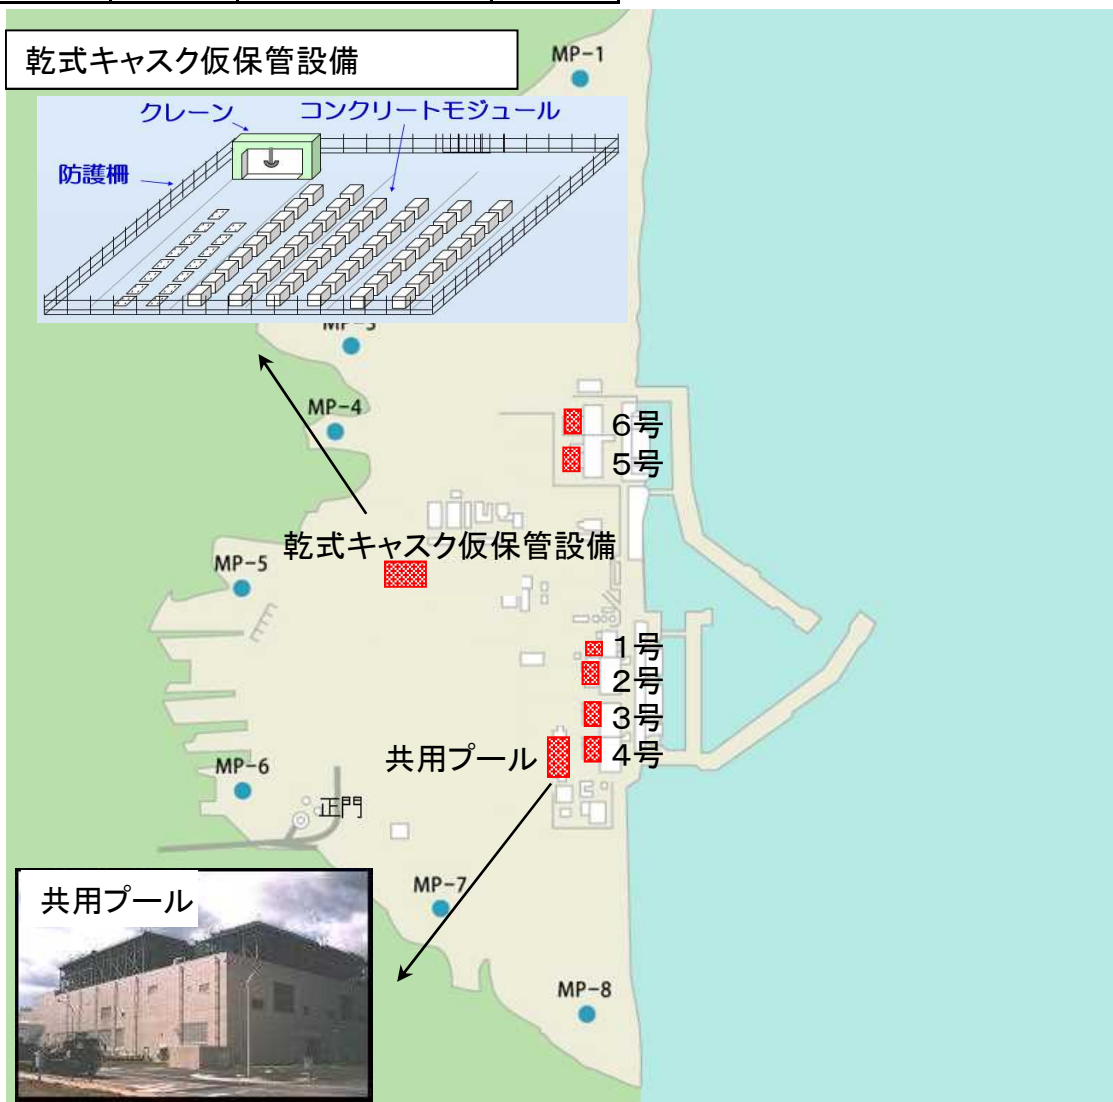 乾式キャスク仮保管設備
MP-1
クレーン
コンクリートモジュール
防護柵
MP-3
MP-4
6号
5号
乾式キャスク仮保管設備
MP-5
1号
2号
3号
共用プール
4号
MP-6
正門
MP-7
共用プール
MP-8